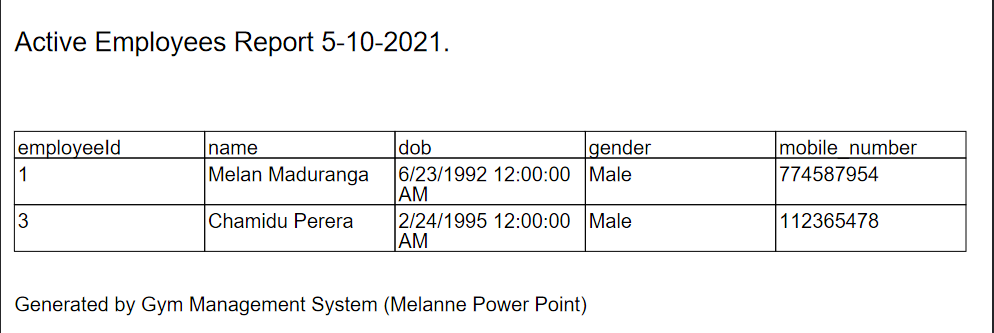 Active Employees Report 5-10-2021.
employeeId name dob gender mobile_number
1 Melan Maduranga 6/23/1992 12:00:00 Male 774587954
AM
3 Chamidu Perera 2/24/1995 12:00:00 Male 112365478
AM
Generated by Gym Management System (Melanne Power Point)